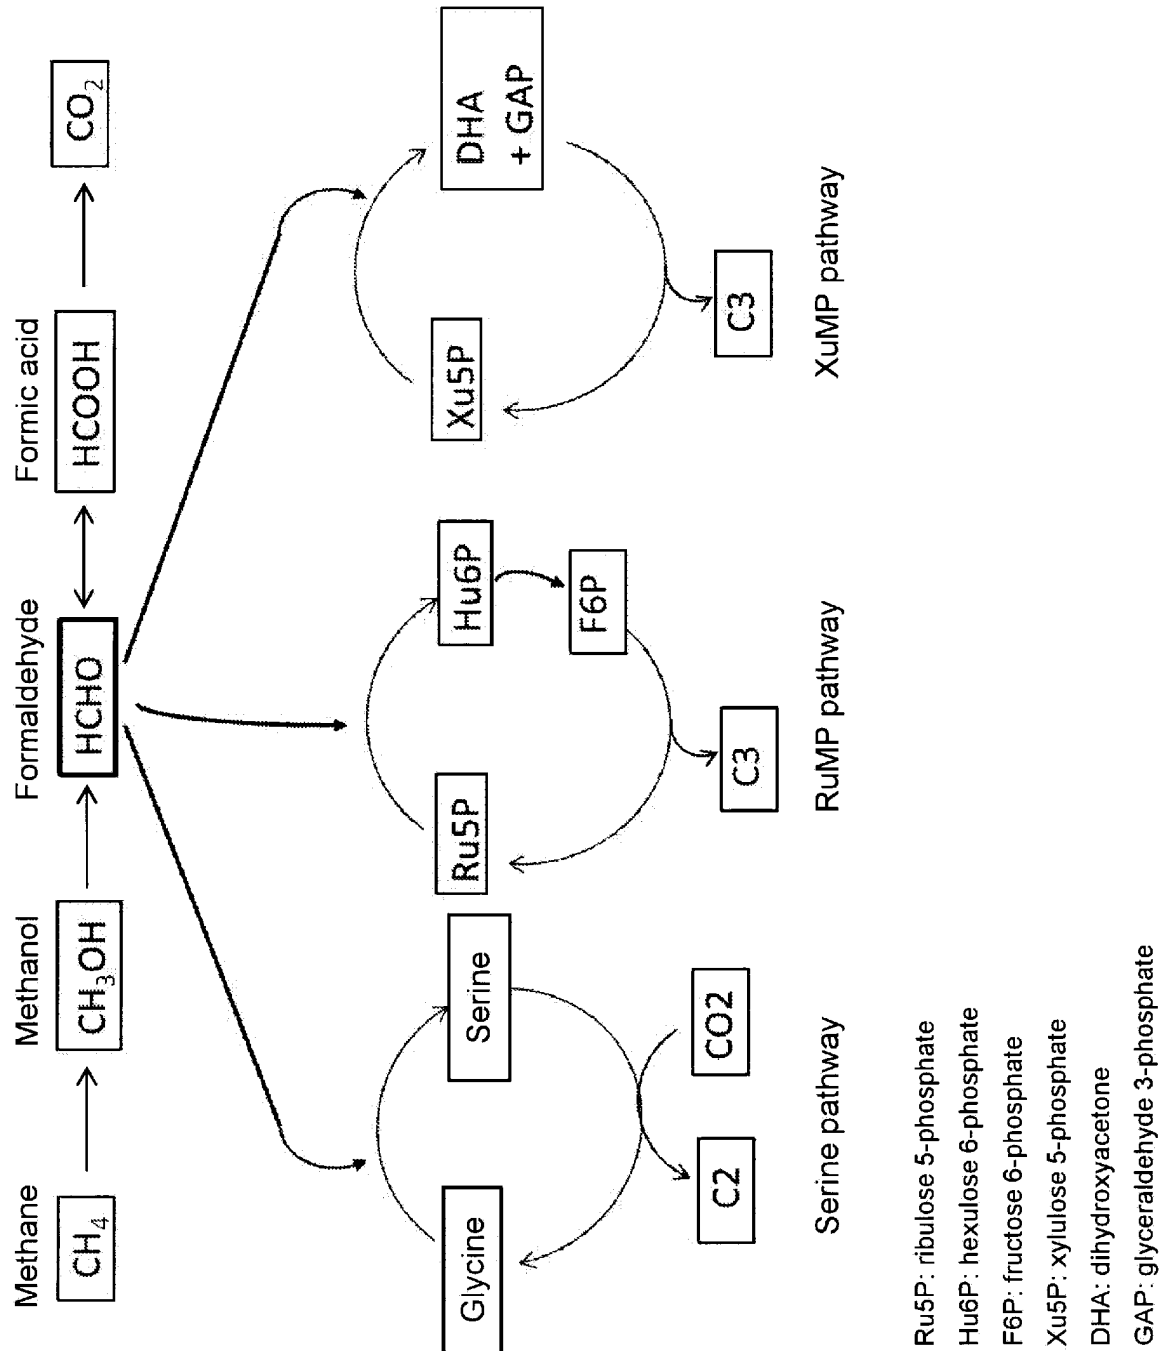 Methane
Methanol
Formaldehyde
Formic acid
CH₄
CH₃OH
HCHO
HCOOH
CO₂
Glycine
Serine
Ru5P
Hu6P
F6P
Xu5P
DHA
+ GAP
C2
CO2
C3
C3
Serine pathway
RuMP pathway
XuMP pathway
Ru5P: ribulose 5-phosphate
Hu6P: hexulose 6-phosphate
F6P: fructose 6-phosphate
Xu5P: xylulose 5-phosphate
DHA: dihydroxyacetone
GAP: glyceraldehyde 3-phosphate